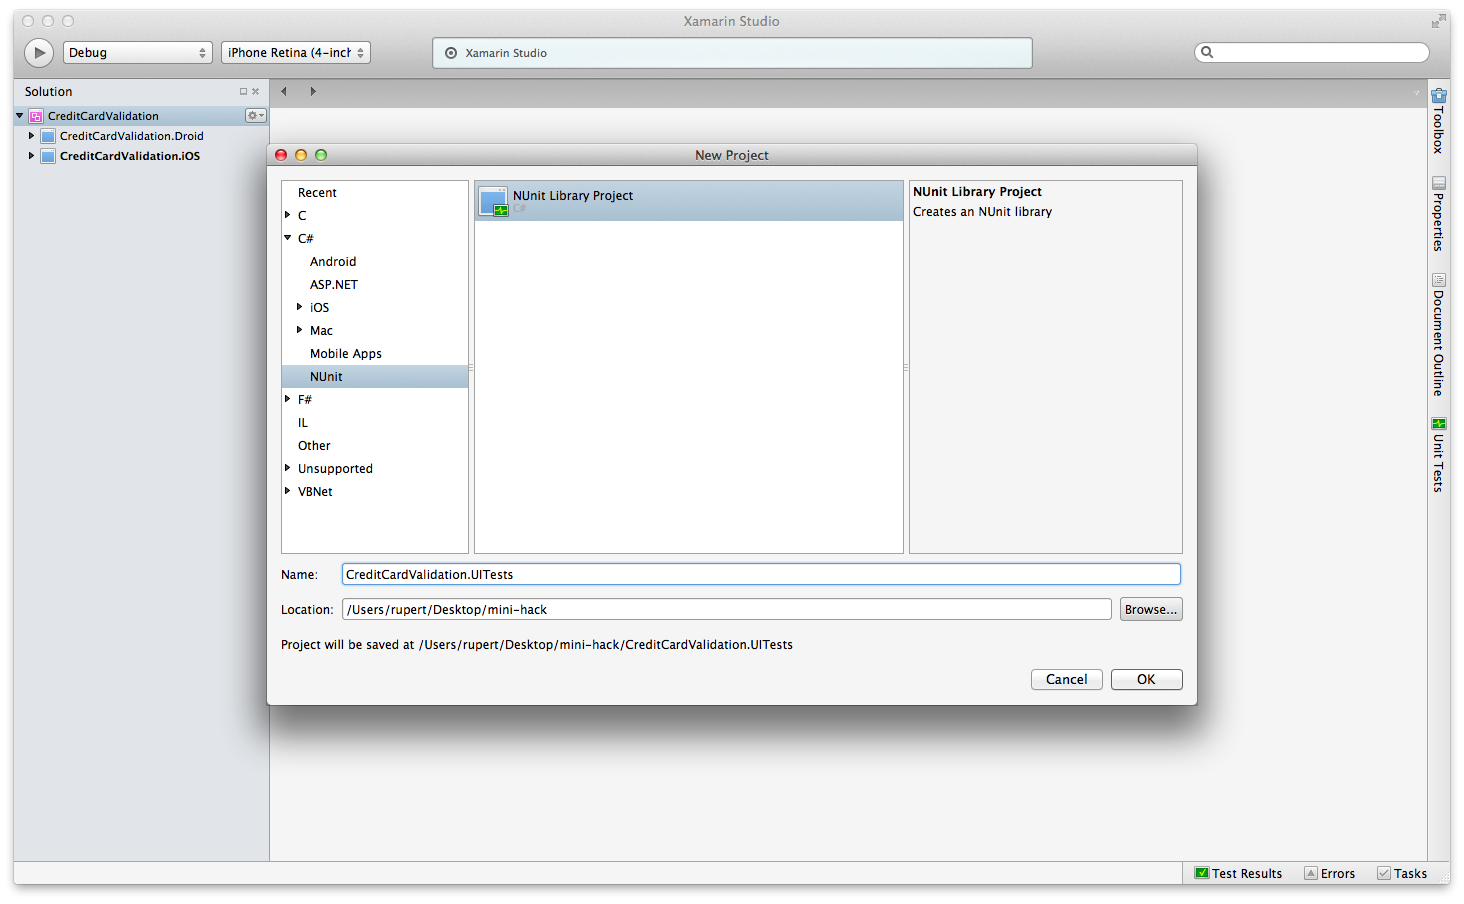 Xamarin Studio
Debug
iPhone Retina (4-inch
Xamarin Studio
Solution
CreditCardValidation
CreditCardValidation.Droid
CreditCardValidation.iOS
New Project
Recent
C
C#
Android
ASP.NET
iOS
Mac
Mobile Apps
NUnit
F#
IL
Other
Unsupported
VBNet
NUnit Library Project
C#
NUnit Library Project
Creates an NUnit library
Name:
CreditCardValidation.UITests
Location:
/Users/rupert/Desktop/mini-hack
Browse...
Project will be saved at /Users/rupert/Desktop/mini-hack/CreditCardValidation.UITests
Cancel
OK
Toolbox
Properties
Document Outline
Unit Tests
Test Results
Errors
Tasks